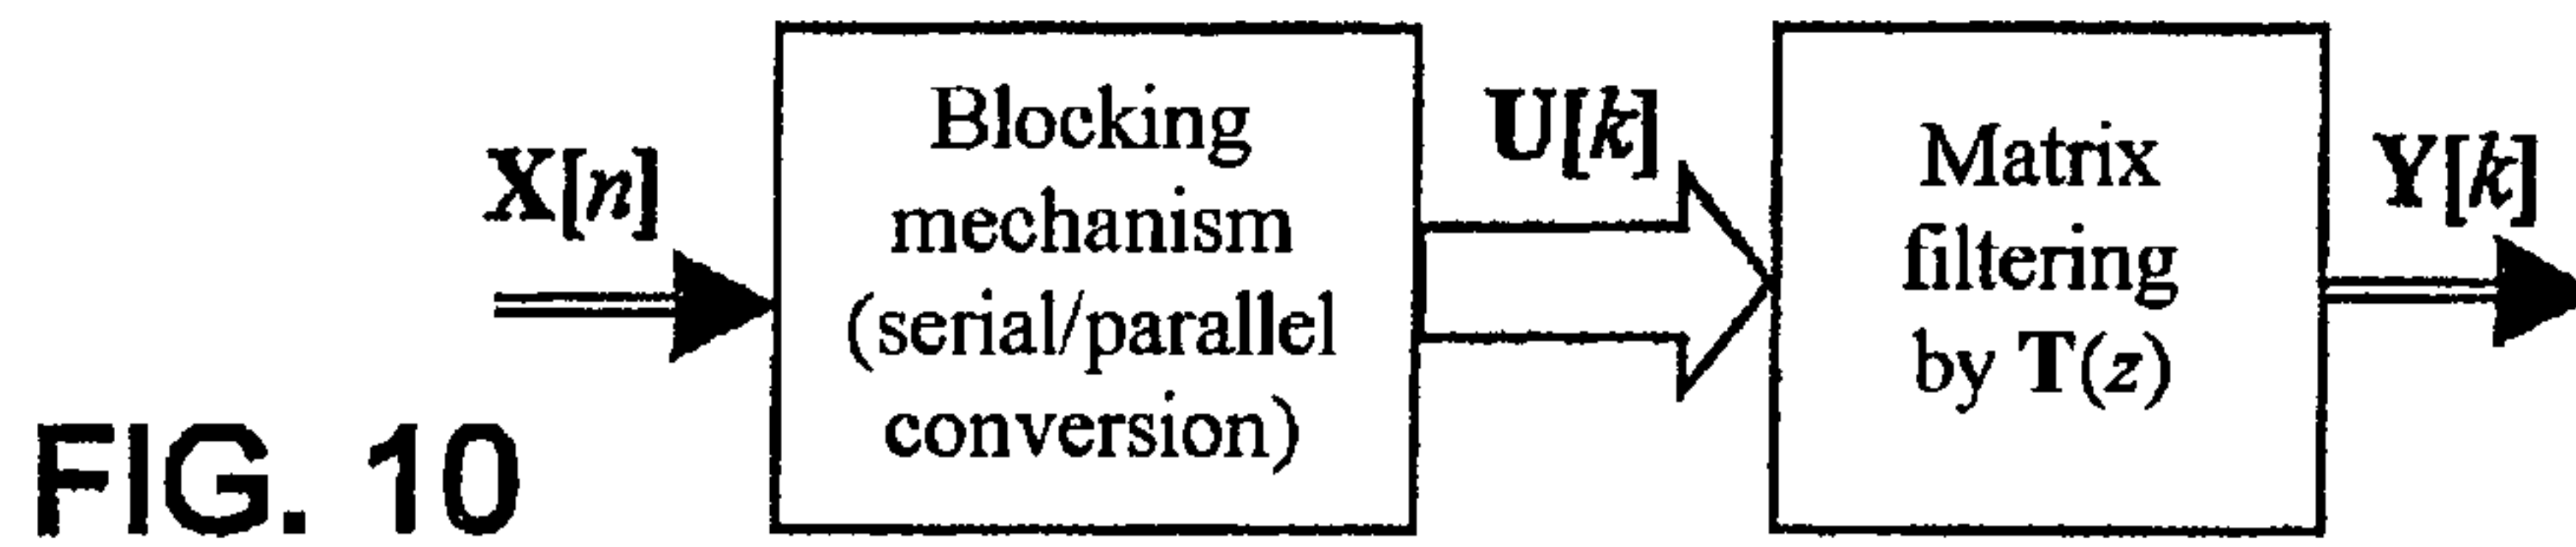 X[n]
Blocking
mechanism
(serial/parallel
conversion)
U[k]
Matrix
filtering
by T(z)
Y[k]
FIG. 10